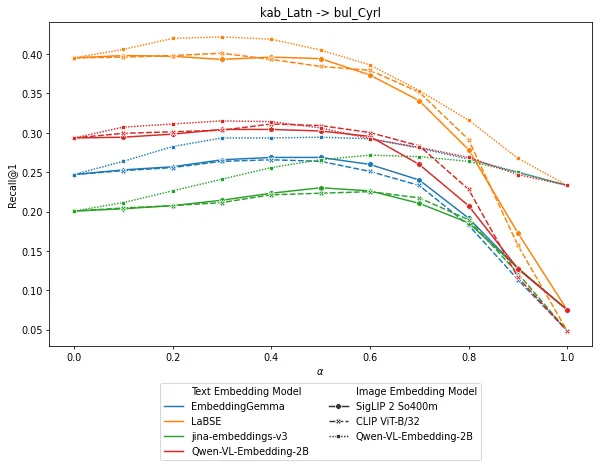 kab_Latn -> bul_Cyrl
Recall@1
0.40
0.35
0.30
0.25
0.20
0.15
0.10
0.05
0.0 0.2 0.4 0.6 0.8 1.0
α
Text Embedding Model
EmbeddingGemma
LaBSE
jina-embeddings-v3
Qwen-VL-Embedding-2B
Image Embedding Model
SigLIP 2 So400m
CLIP ViT-B/32
Qwen-VL-Embedding-2B